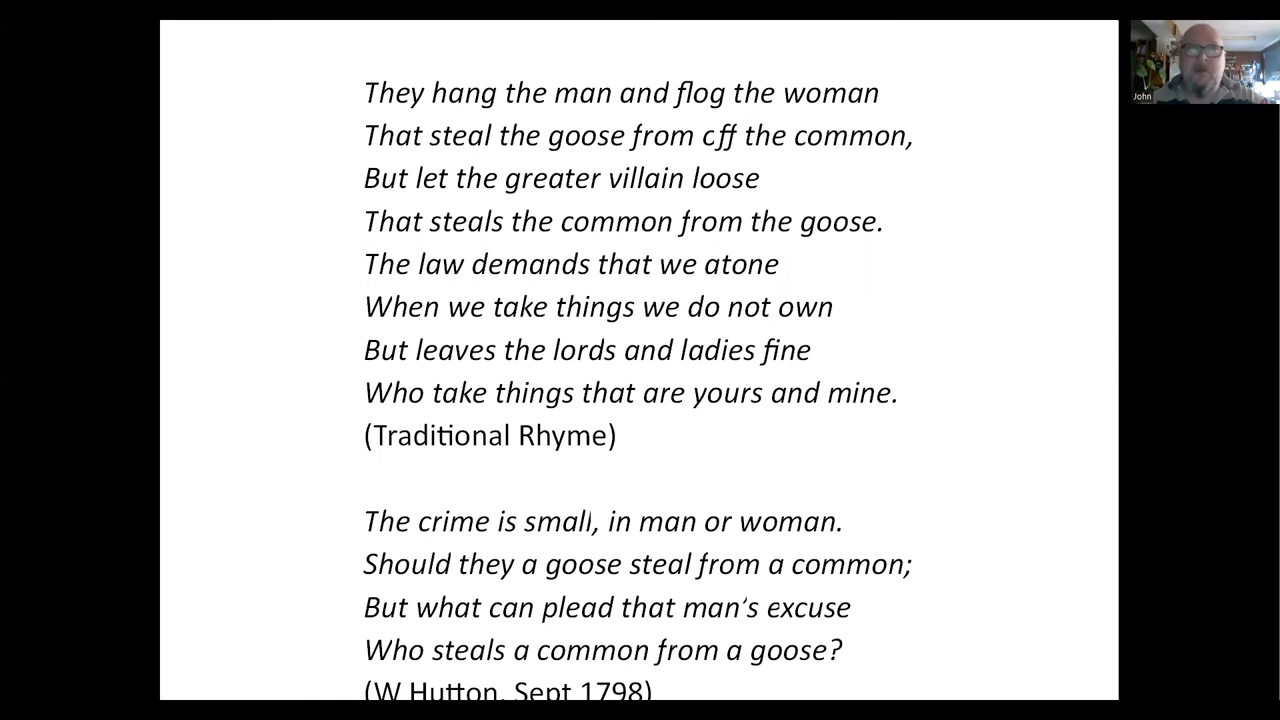 They hang the man and flog the woman
That steal the goose from off the common,
But let the greater villain loose
That steals the common from the goose.
The law demands that we atone
When we take things we do not own
But leaves the lords and ladies fine
Who take things that are yours and mine.
(Traditional Rhyme)
The crime is small, in man or woman.
Should they a goose steal from a common;
But what can plead that man's excuse
Who steals a common from a goose?
(W Hutton, Sept 1798)
John